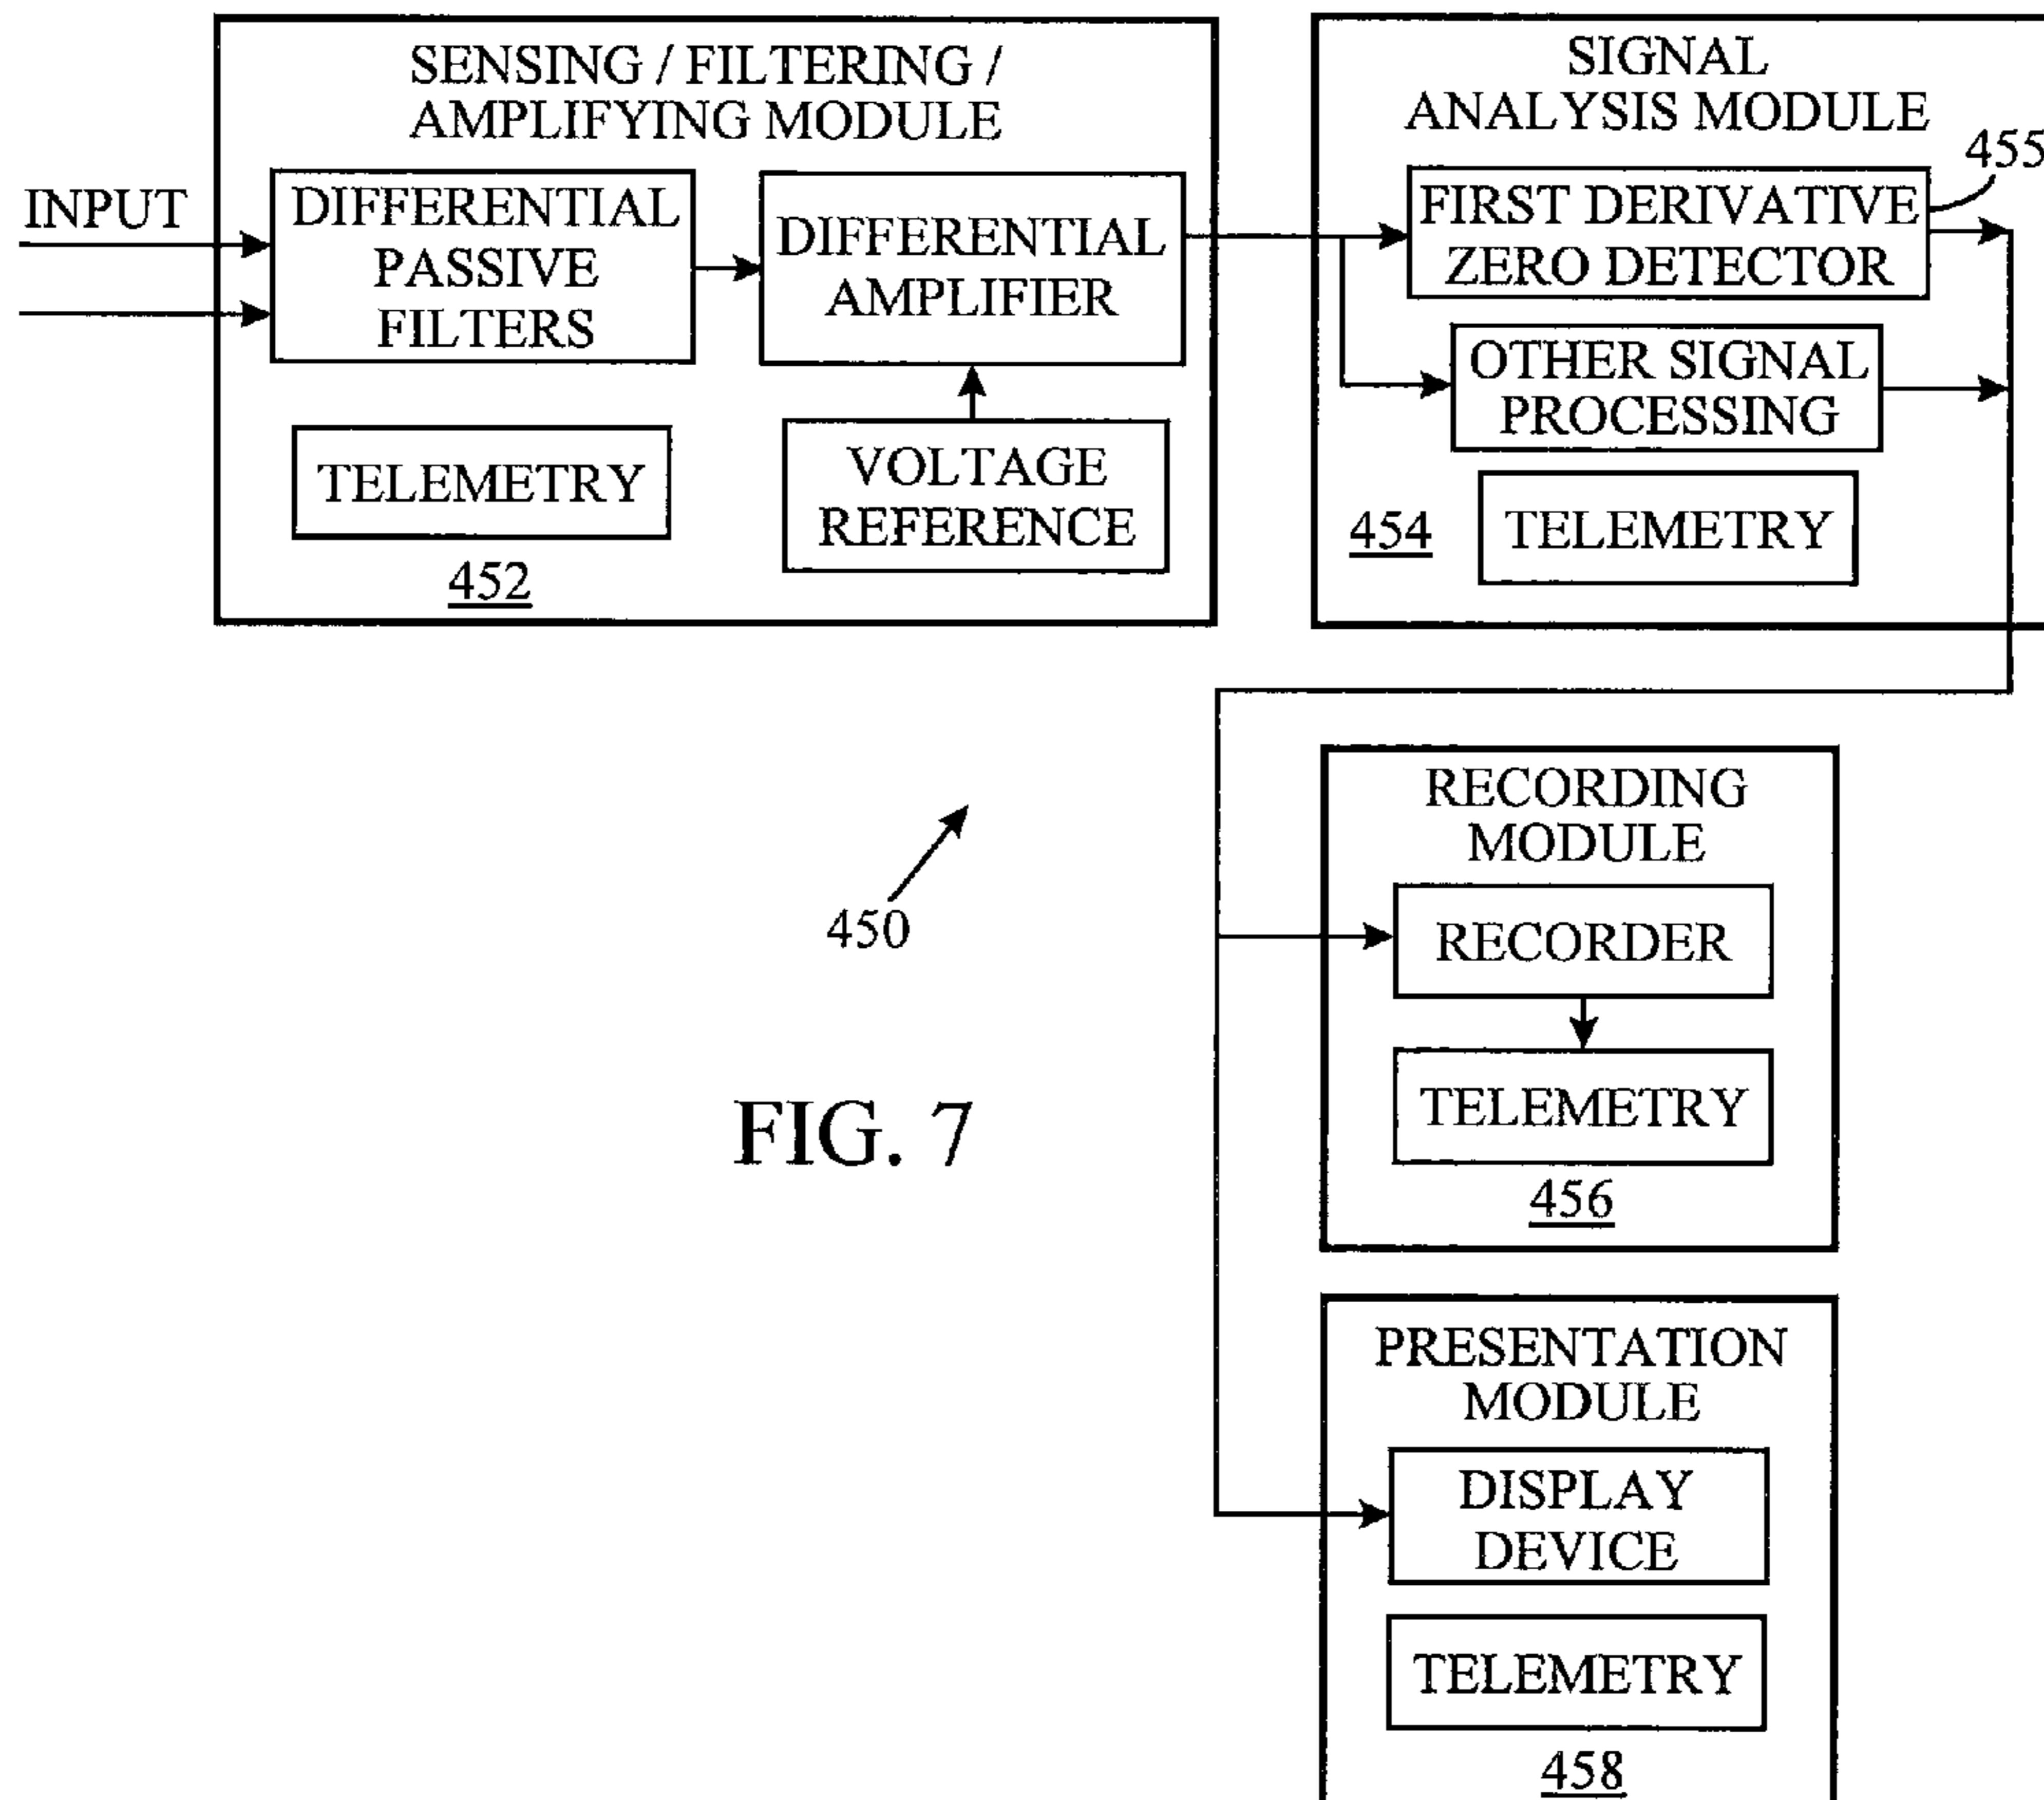 SENSING / FILTERING /
AMPLIFYING MODULE
INPUT
DIFFERENTIAL
PASSIVE
FILTERS
DIFFERENTIAL
AMPLIFIER
TELEMETRY
VOLTAGE
REFERENCE
452
SIGNAL
ANALYSIS MODULE
455
FIRST DERIVATIVE
ZERO DETECTOR
OTHER SIGNAL
PROCESSING
454
TELEMETRY
450
FIG. 7
RECORDING
MODULE
RECORDER
TELEMETRY
456
PRESENTATION
MODULE
DISPLAY
DEVICE
TELEMETRY
458